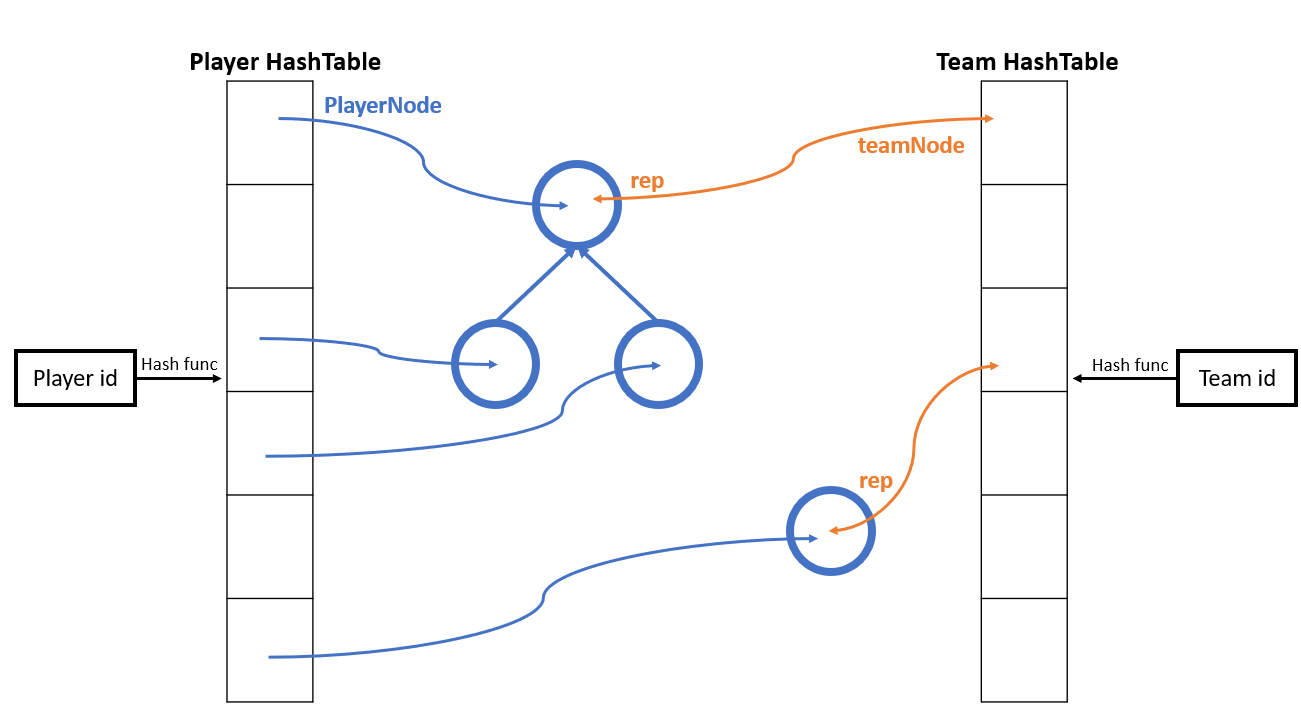 Player HashTable
Team HashTable
PlayerNode
teamNode
rep
Hash func
Player id
Hash func
Team id
rep